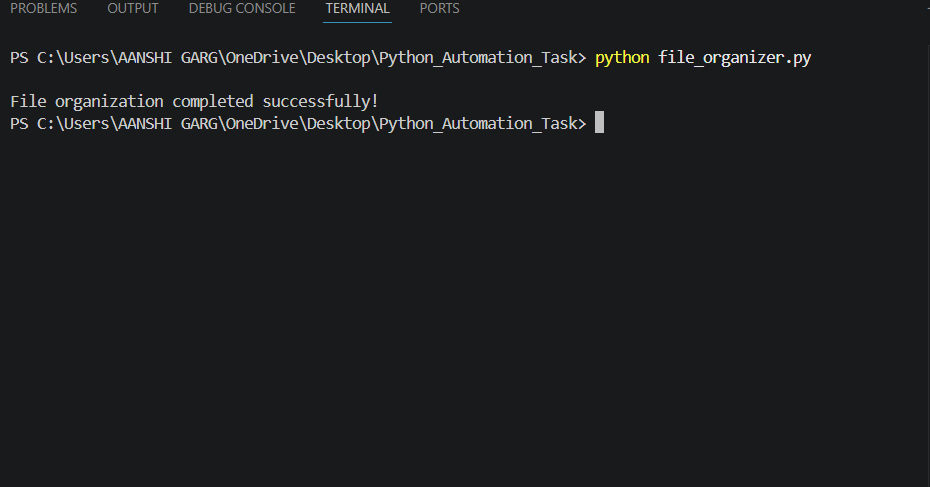 PROBLEMS OUTPUT DEBUG CONSOLE TERMINAL PORTS
PS C:\Users\AANSHI GARG\OneDrive\Desktop\Python_Automation_Task> python file_organizer.py
File organization completed successfully!
PS C:\Users\AANSHI GARG\OneDrive\Desktop\Python_Automation_Task>